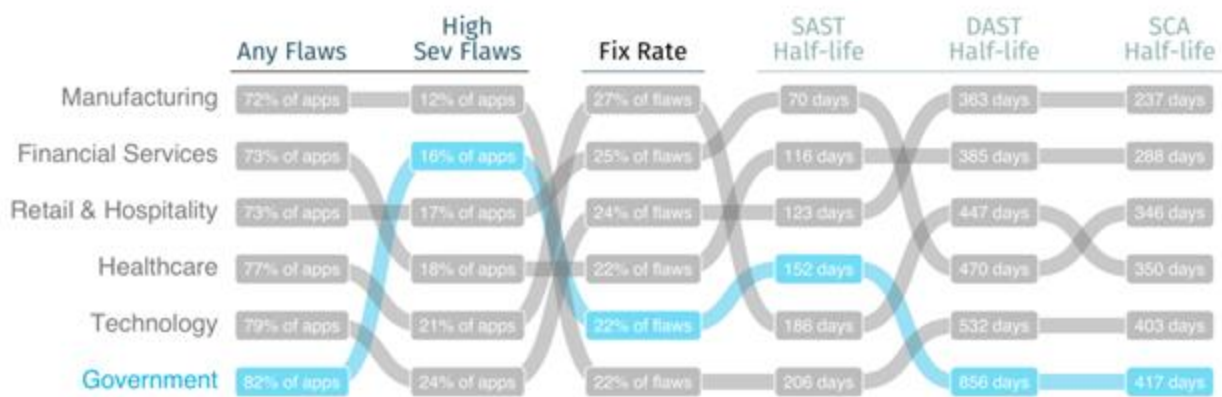 Any Flaws
High
Sev Flaws
Fix Rate
SAST
Half-life
DAST
Half-life
SCA
Half-life
Manufacturing 72% of apps 12% of apps 27% of flaws 70 days 363 days 237 days
Financial Services 73% of apps 16% of apps 25% of flaws 116 days 385 days 288 days
Retail & Hospitality 73% of apps 17% of apps 24% of flaws 123 days 447 days 346 days
Healthcare 77% of apps 18% of apps 22% of flaws 152 days 470 days 350 days
Technology 79% of apps 21% of apps 22% of flaws 186 days 532 days 403 days
Government 82% of apps 24% of apps 22% of flaws 206 days 856 days 417 days